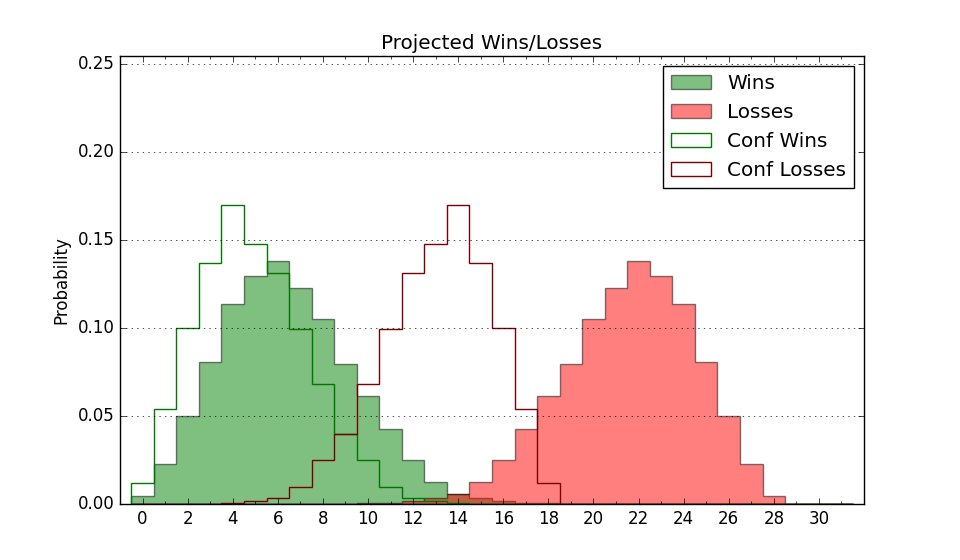 Projected Wins/Losses
0.25
0.20
0.15
0.10
0.05
0.00
Probability
Wins
Losses
Conf Wins
Conf Losses
0 2 4 6 8 10 12 14 16 18 20 22 24 26 28 30